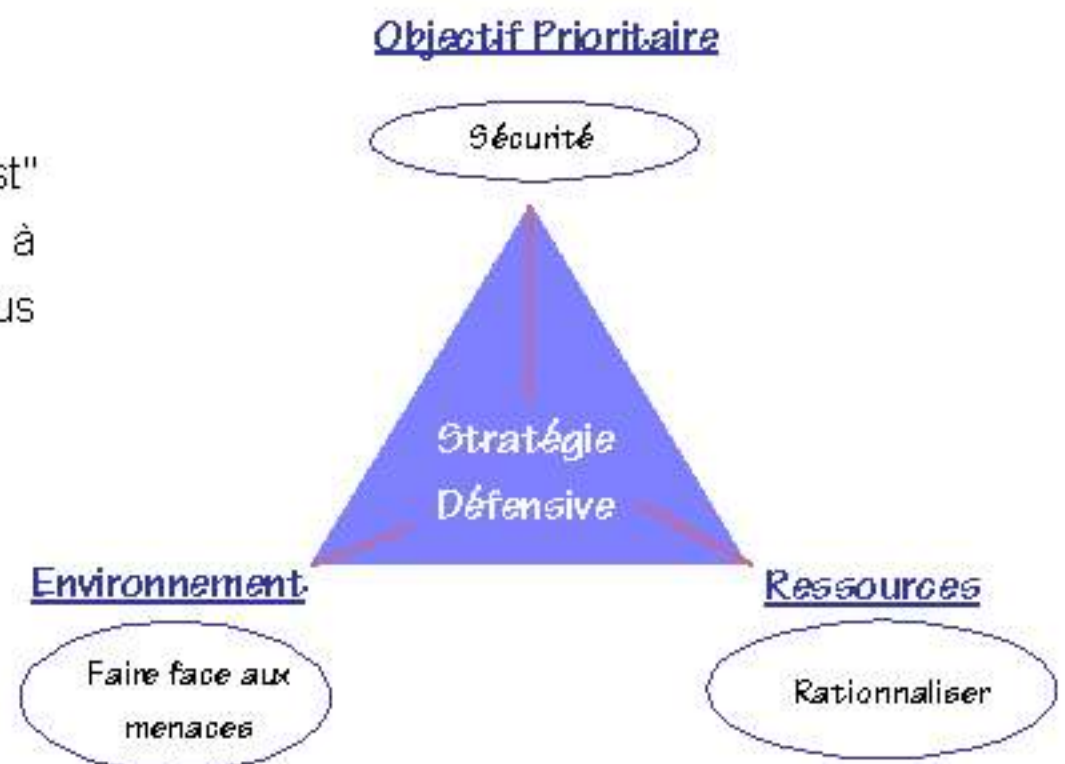 Objectif Prioritaire
Sécurité
st"
à
us
Stratégie
Défensive
Environnement
Ressources
Faire face aux
menaces
Rationnaliser